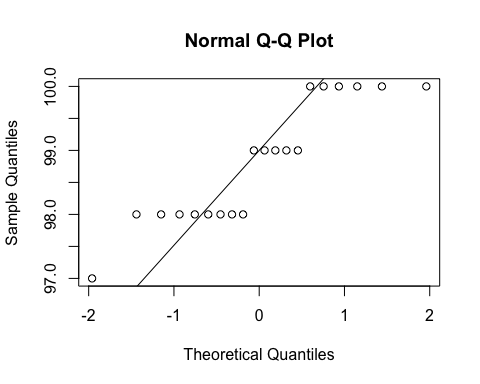 Normal Q-Q Plot
Sample Quantiles
100.0
99.0
98.0
97.0
-2 -1 0 1 2
Theoretical Quantiles